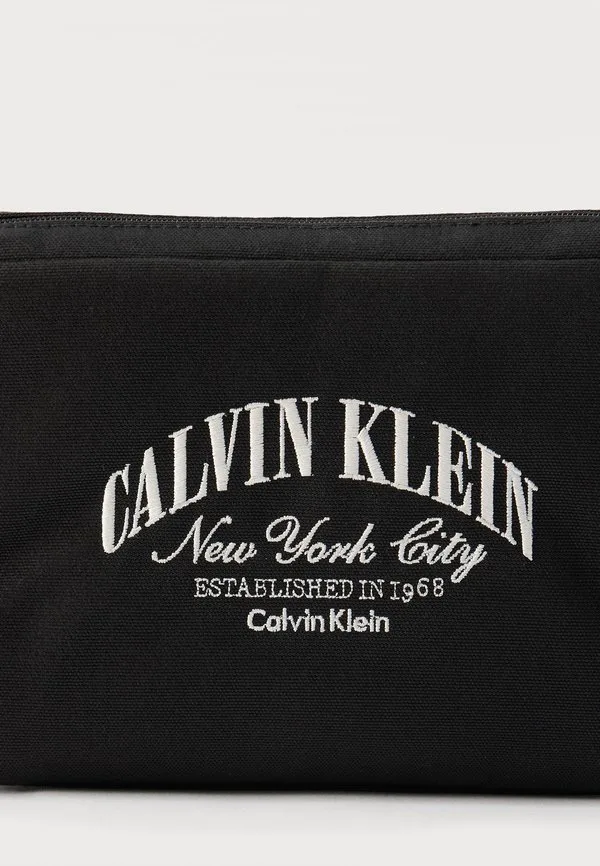 CALVIN KLEIN
New York City
ESTABLISHED IN 1968
Calvin Klein